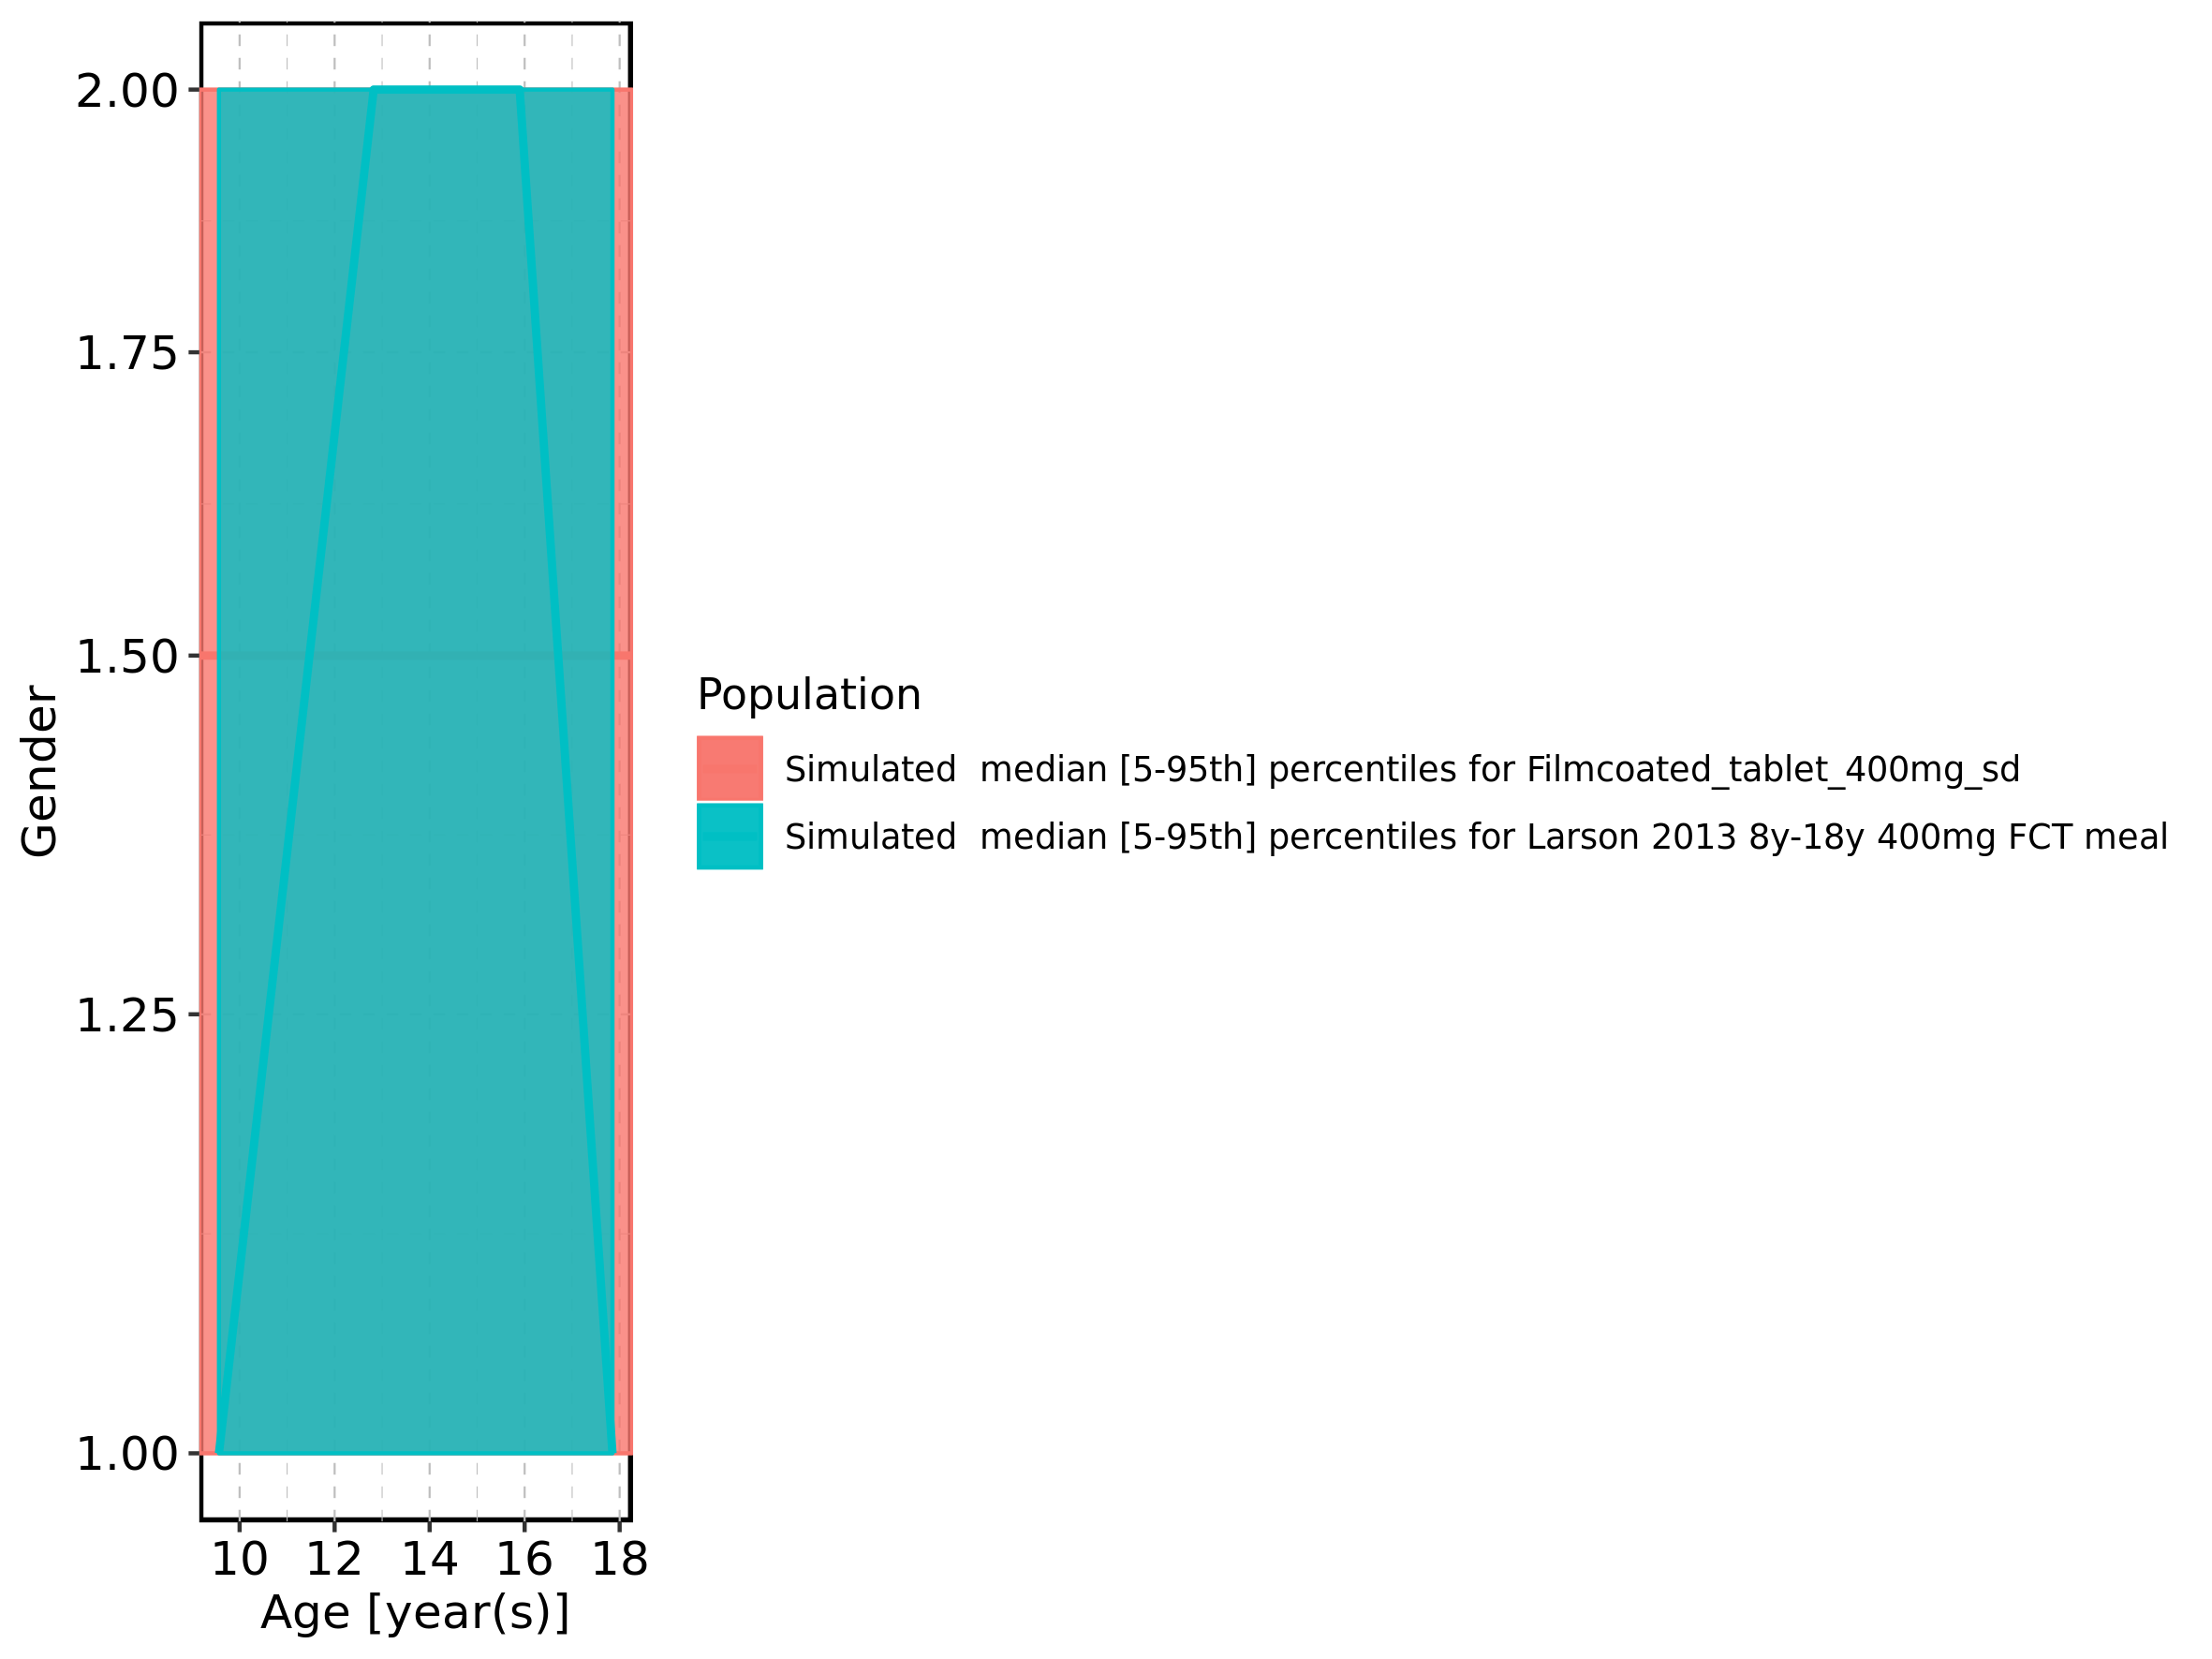 2.00
1.75
1.50
1.25
1.00
Gender
10 12 14 16 18
Age [year(s)]
Population
Simulated  median [5-95th] percentiles for Filmcoated_tablet_400mg_sd
Simulated  median [5-95th] percentiles for Larson 2013 8y-18y 400mg FCT meal